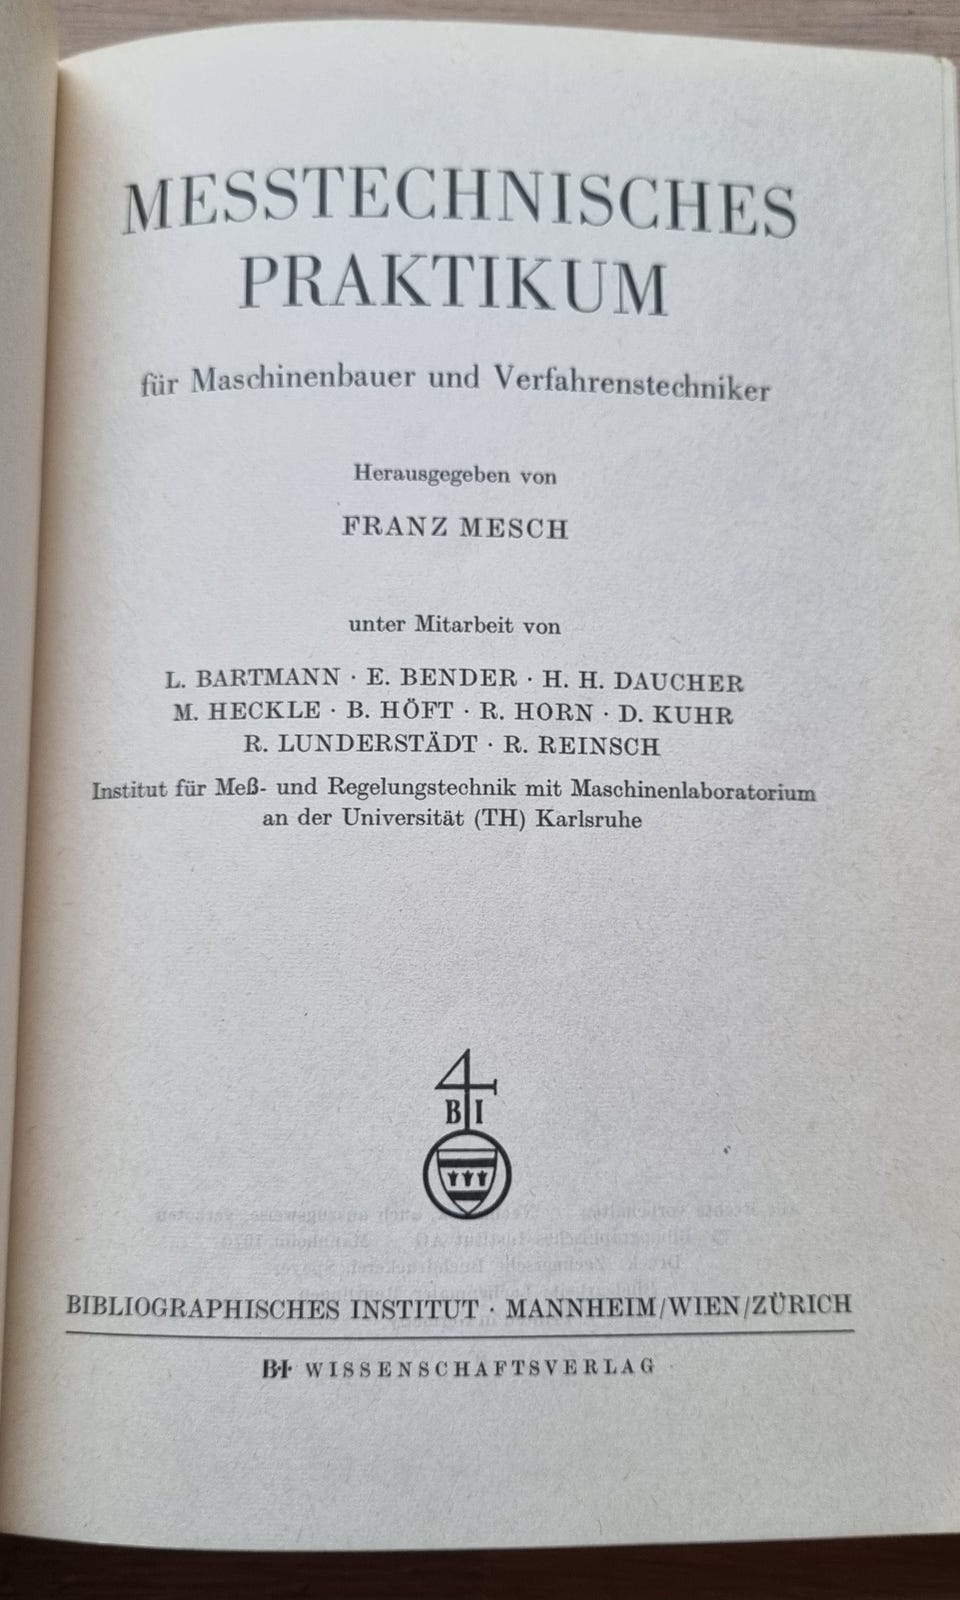 MESSTECHNISCHES
PRAKTIKUM
für Maschinenbauer und Verfahrenstechniker
Herausgegeben von
FRANZ MESCH
unter Mitarbeit von
L. BARTMANN · E. BENDER · H. H. DAUCHER
M. HECKLE · B. HÖFT · R. HORN · D. KUHR
R. LUNDERSTÄDT · R. REINSCH
Institut für Meß- und Regelungstechnik mit Maschinenlaboratorium
an der Universität (TH) Karlsruhe
B I
BIBLIOGRAPHISCHES INSTITUT · MANNHEIM/WIEN/ZÜRICH
B·I· WISSENSCHAFTSVERLAG